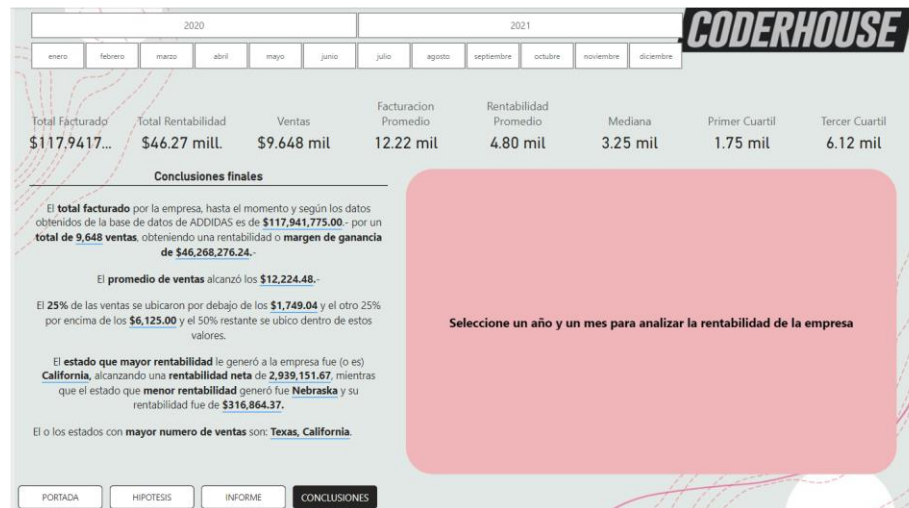 2020 2021
CODERHOUSE
enero febrero marzo abril mayo junio julio agosto septiembre octubre noviembre diciembre
Total Facturado Total Rentabilidad Ventas Facturacion Promedio Rentabilidad Promedio Mediana Primer Cuartil Tercer Cuartil
$117,9417... $46.27 mill. $9.648 mil 12.22 mil 4.80 mil 3.25 mil 1.75 mil 6.12 mil
Conclusiones finales
El total facturado por la empresa, hasta el momento y según los datos
obtenidos de la base de datos de ADDIDAS es de $117,941,775.00.- por un
total de 9,648 ventas, obteniendo una rentabilidad o margen de ganancia
de $46,268,276.24.-
El promedio de ventas alcanzó los $12,224.48.-
El 25% de las ventas se ubicaron por debajo de los $1,749.04 y el otro 25%
por encima de los $6,125.00 y el 50% restante se ubico dentro de estos
valores.
El estado que mayor rentabilidad le generó a la empresa fue (o es)
California, alcanzando una rentabilidad neta de 2,939,151.67, mientras
que el estado que menor rentabilidad generó fue Nebraska y su
rentabilidad fue de $316,864.37.
El o los estados con mayor numero de ventas son: Texas, California.
Seleccione un año y un mes para analizar la rentabilidad de la empresa
PORTADA HIPOTESIS INFORME CONCLUSIONES